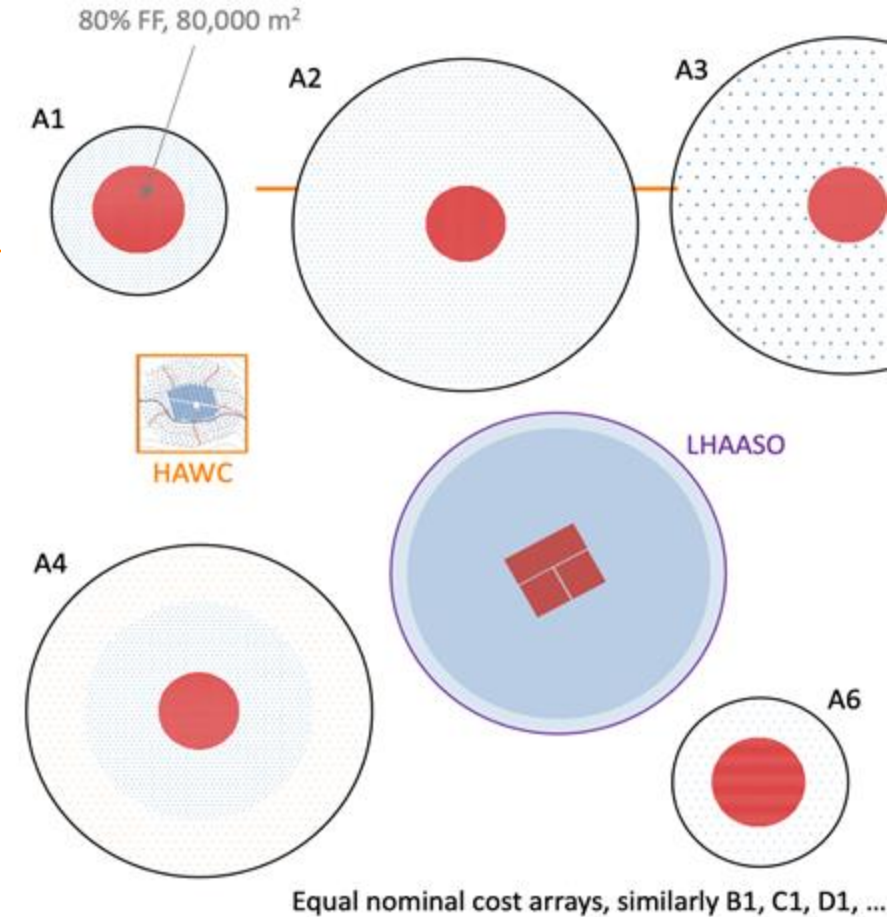 80% FF, 80,000 m²
A1
A2
A3
HAWC
LHAASO
A4
A6
Equal nominal cost arrays, similarly B1, C1, D1, ...